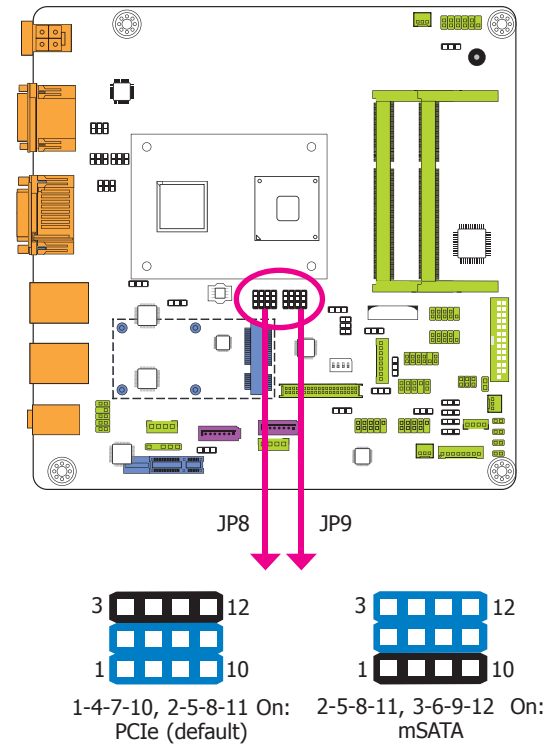 JP8 JP9
3 12
1 10
3 12
1 10
1-4-7-10, 2-5-8-11 On:
PCIe (default)
2-5-8-11, 3-6-9-12 On:
mSATA